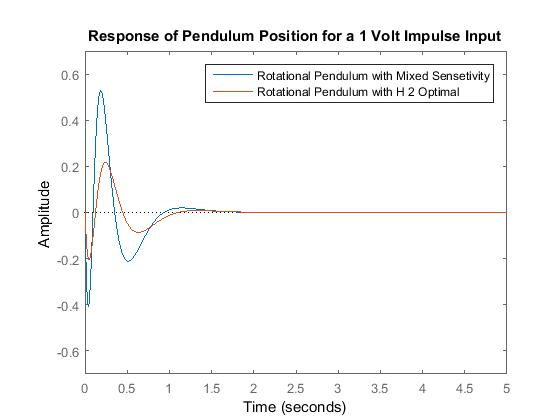 Response of Pendulum Position for a 1 Volt Impulse Input
Rotational Pendulum with Mixed Sensetivity
Rotational Pendulum with H 2 Optimal
Amplitude
0.6
0.4
0.2
0
-0.2
-0.4
-0.6
0 0.5 1 1.5 2 2.5 3 3.5 4 4.5 5
Time (seconds)